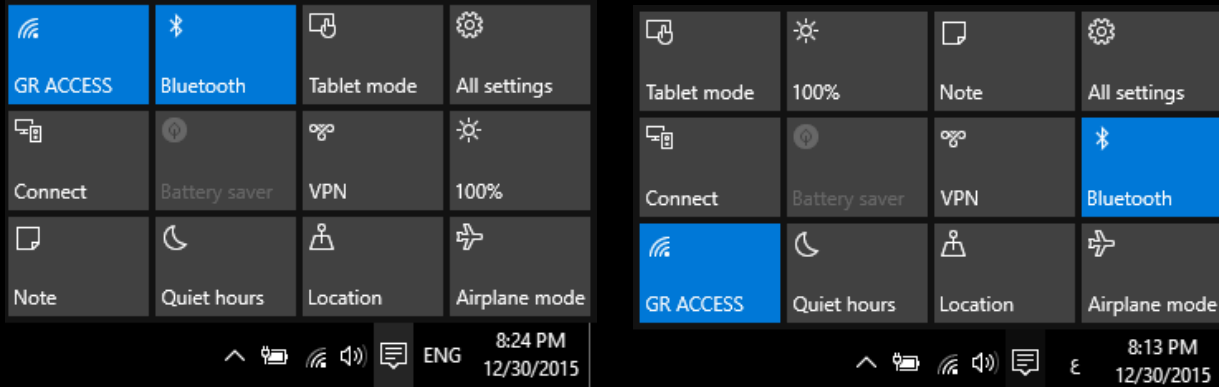 GR ACCESS Bluetooth Tablet mode All settings
Connect Battery saver VPN 100%
Note Quiet hours Location Airplane mode
ENG 8:24 PM
12/30/2015
Tablet mode 100% Note All settings
Connect Battery saver VPN Bluetooth
GR ACCESS Quiet hours Location Airplane mode
ع 8:13 PM
12/30/2015